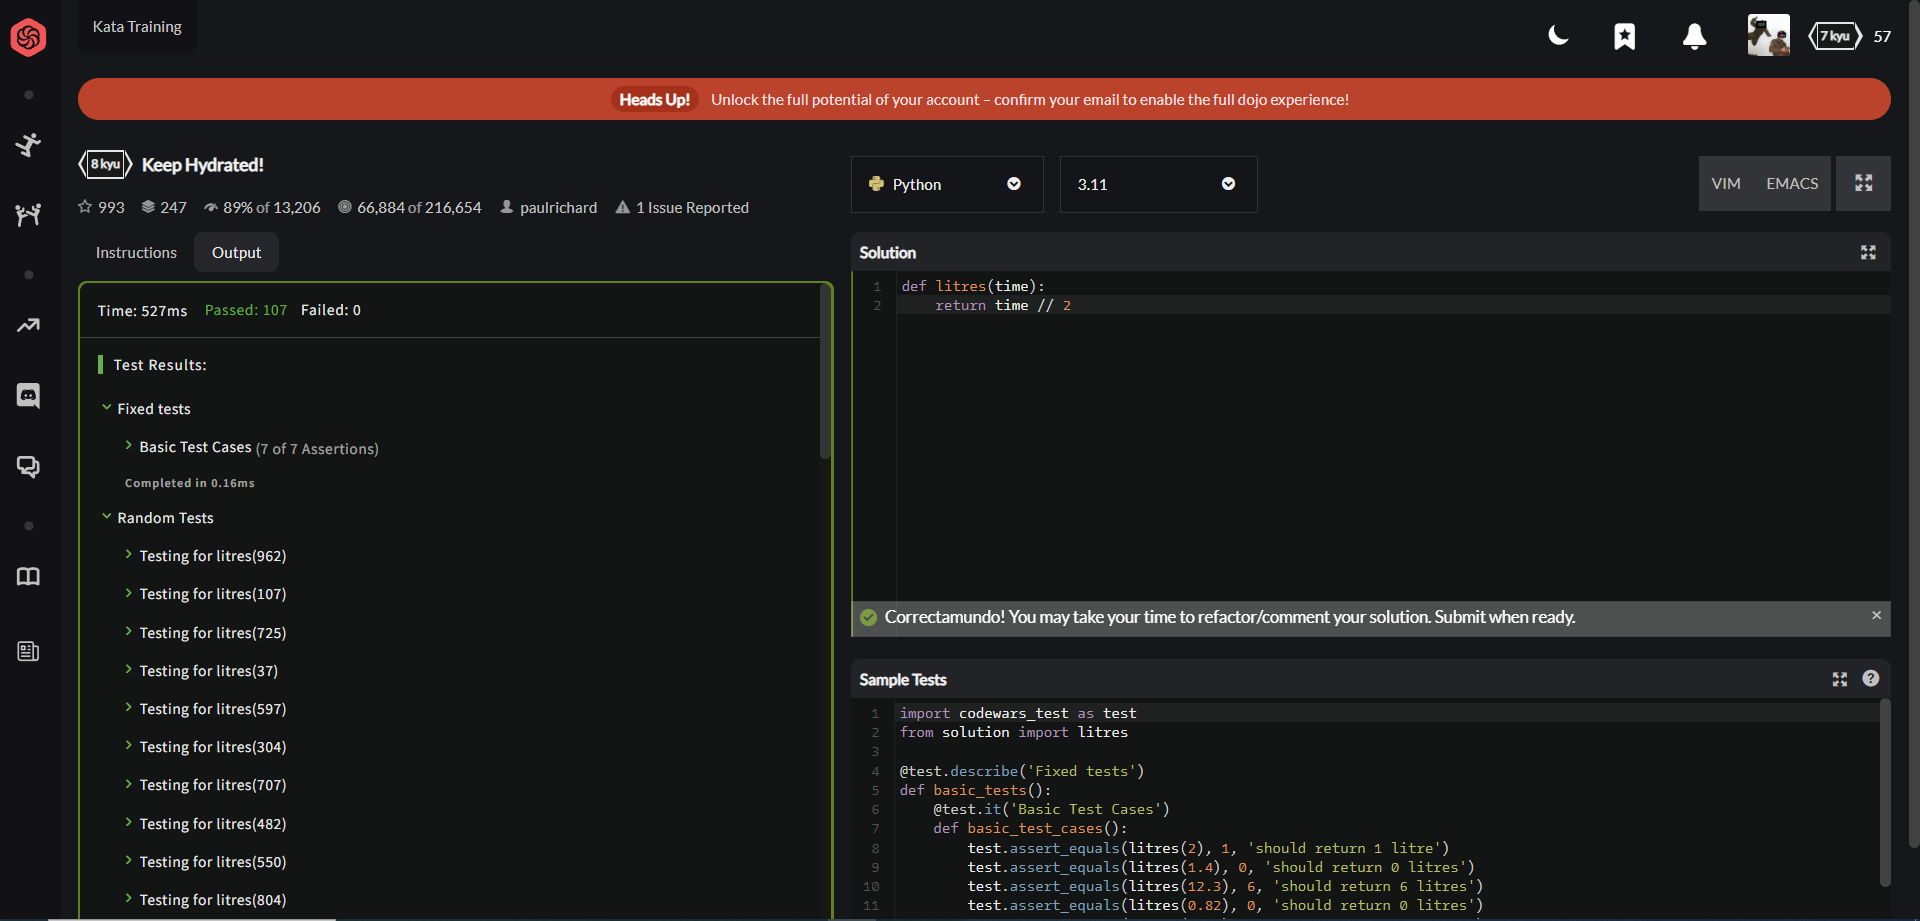 Kata Training
7 kyu 57
Heads Up! Unlock the full potential of your account – confirm your email to enable the full dojo experience!
8 kyu Keep Hydrated!
993 247 89% of 13,206 66,884 of 216,654 paulrichard 1 Issue Reported
Instructions Output
Time: 527ms Passed: 107 Failed: 0
Test Results:
Fixed tests
Basic Test Cases (7 of 7 Assertions)
Completed in 0.16ms
Random Tests
Testing for litres(962)
Testing for litres(107)
Testing for litres(725)
Testing for litres(37)
Testing for litres(597)
Testing for litres(304)
Testing for litres(707)
Testing for litres(482)
Testing for litres(550)
Testing for litres(804)
Python 3.11 VIM EMACS
Solution
1 def litres(time):
2 return time // 2
Correctamundo! You may take your time to refactor/comment your solution. Submit when ready.
Sample Tests
1 import codewars_test as test
2 from solution import litres
3
4 @test.describe('Fixed tests')
5 def basic_tests():
6 @test.it('Basic Test Cases')
7 def basic_test_cases():
8 test.assert_equals(litres(2), 1, 'should return 1 litre')
9 test.assert_equals(litres(1.4), 0, 'should return 0 litres')
10 test.assert_equals(litres(12.3), 6, 'should return 6 litres')
11 test.assert_equals(litres(0.82), 0, 'should return 0 litres')